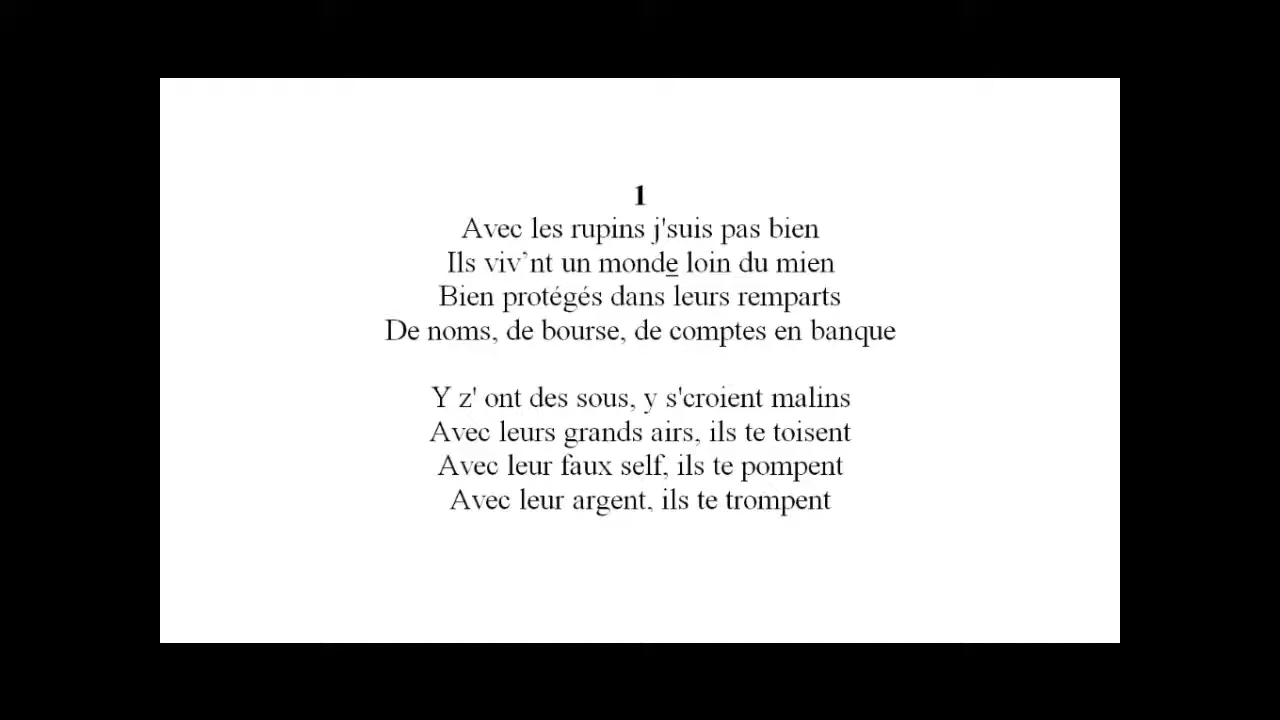 1
Avec les rupins j'suis pas bien
Ils viv’nt un monde loin du mien
Bien protégés dans leurs remparts
De noms, de bourse, de comptes en banque
Y z' ont des sous, y s'croient malins
Avec leurs grands airs, ils te toisent
Avec leur faux self, ils te pompent
Avec leur argent, ils te trompent